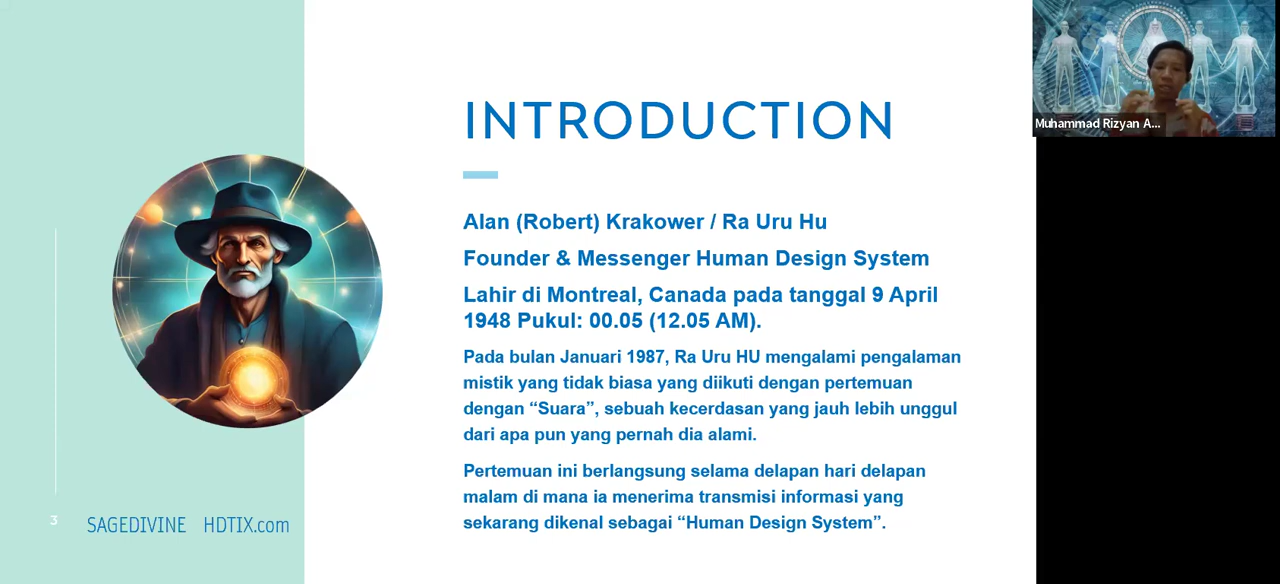 INTRODUCTION
Alan (Robert) Krakower / Ra Uru Hu
Founder & Messenger Human Design System
Lahir di Montreal, Canada pada tanggal 9 April
1948 Pukul: 00.05 (12.05 AM).
Pada bulan Januari 1987, Ra Uru HU mengalami pengalaman
mistik yang tidak biasa yang diikuti dengan pertemuan
dengan “Suara”, sebuah kecerdasan yang jauh lebih unggul
dari apa pun yang pernah dia alami.
Pertemuan ini berlangsung selama delapan hari delapan
malam di mana ia menerima transmisi informasi yang
sekarang dikenal sebagai “Human Design System”.
3
SAGEDIVINE HDTIX.com
Muhammad Rizyan A...